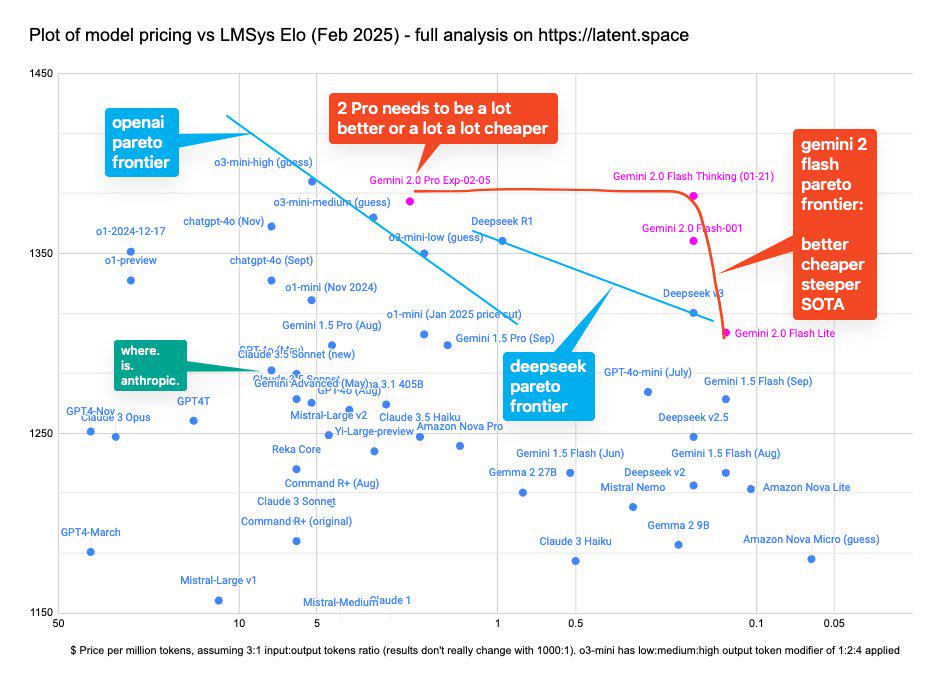 Plot of model pricing vs LMSys Elo (Feb 2025) - full analysis on https://latent.space
1450
openai
pareto
frontier
2 Pro needs to be a lot
better or a lot a lot cheaper
gemini 2
flash
pareto
frontier:
better
cheaper
steeper
SOTA
o3-mini-high (guess)
Gemini 2.0 Pro Exp-02-05
Gemini 2.0 Flash Thinking (01-21)
o3-mini-medium (guess)
chatgpt-4o (Nov)
Deepseek R1
Gemini 2.0 Flash-001
o1-2024-12-17
o3-mini-low (guess)
1350
o1-preview
chatgpt-4o (Sept)
o1-mini (Nov 2024)
Deepseek v3
o1-mini (Jan 2025 price cut)
Gemini 1.5 Pro (Aug)
Gemini 1.5 Pro (Sep)
Gemini 2.0 Flash Lite
where.
is.
anthropic.
GPT-4o (May)
Claude 3.5 Sonnet (new)
deepseek
pareto
frontier
Claude 3.5 Sonnet
Gemini Advanced (May)
3.1 405B
GPT-4o (Aug)
GPT-4o-mini (July)
Gemini 1.5 Flash (Sep)
GPT4T
GPT4-Nov
Claude 3 Opus
Mistral-Large v2
Claude 3.5 Haiku
Deepseek v2.5
Yi-Large-preview
Amazon Nova Pro
1250
Reka Core
Gemini 1.5 Flash (Jun)
Gemini 1.5 Flash (Aug)
Gemma 2 27B
Deepseek v2
Command R+ (Aug)
Mistral Nemo
Amazon Nova Lite
Claude 3 Sonnet
Command R+ (original)
GPT4-March
Gemma 2 9B
Claude 3 Haiku
Amazon Nova Micro (guess)
Mistral-Large v1
Mistral-Medium
Claude 1
1150
50
10
5
1
0.5
0.1
0.05
$ Price per million tokens, assuming 3:1 input:output tokens ratio (results don't really change with 1000:1). o3-mini has low:medium:high output token modifier of 1:2:4 applied